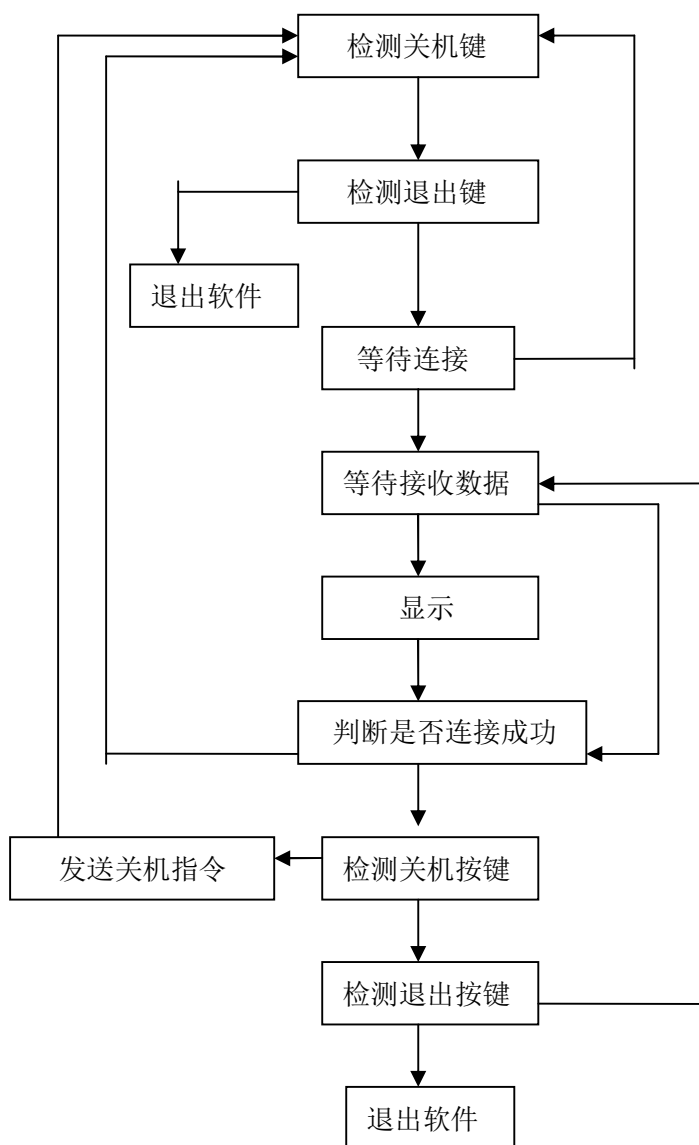 检测关机键
检测退出键
退出软件
等待连接
等待接收数据
显示
判断是否连接成功
发送关机指令
检测关机按键
检测退出按键
退出软件